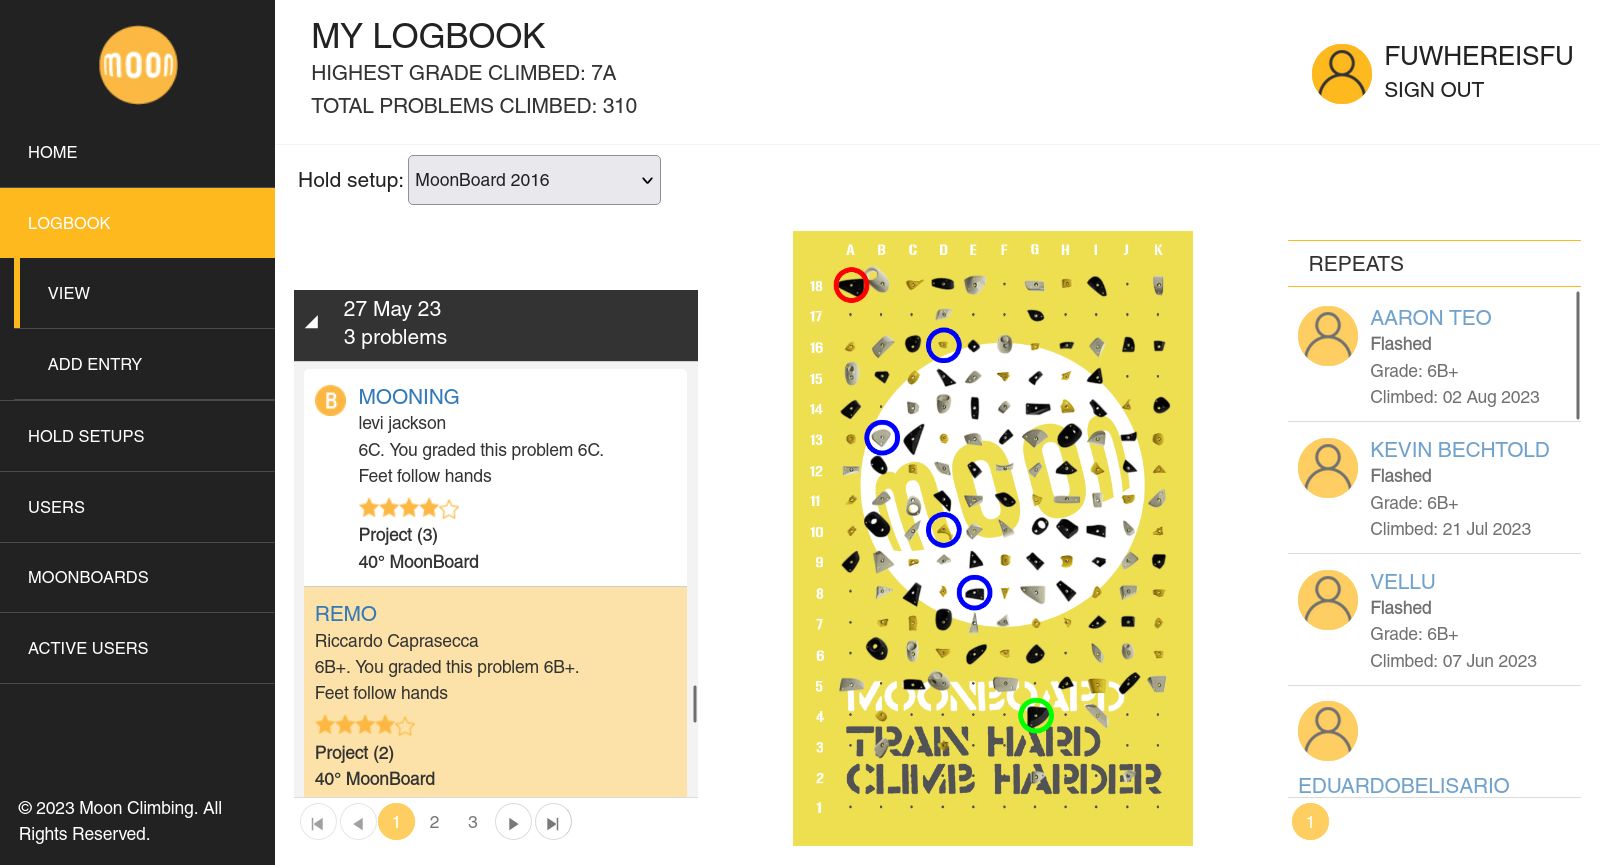 moon
HOME
LOGBOOK
VIEW
ADD ENTRY
HOLD SETUPS
USERS
MOONBOARDS
ACTIVE USERS
© 2023 Moon Climbing. All
Rights Reserved.
MY LOGBOOK
HIGHEST GRADE CLIMBED: 7A
TOTAL PROBLEMS CLIMBED: 310
FUWHEREISFU
SIGN OUT
Hold setup: MoonBoard 2016
27 May 23
3 problems
B MOONING
levi jackson
6C. You graded this problem 6C.
Feet follow hands
Project (3)
40° MoonBoard
REMO
Riccardo Caprasecca
6B+. You graded this problem 6B+.
Feet follow hands
Project (2)
40° MoonBoard
1 2 3
A B C D E F G H I J K
18
17
16
15
14
13
12
11
10
9
8
7
6
5
4
3
2
1
moon
MOONBOARD
TRAIN HARD
CLIMB HARDER
REPEATS
AARON TEO
Flashed
Grade: 6B+
Climbed: 02 Aug 2023
KEVIN BECHTOLD
Flashed
Grade: 6B+
Climbed: 21 Jul 2023
VELLU
Flashed
Grade: 6B+
Climbed: 07 Jun 2023
EDUARDOBELISARIO
1